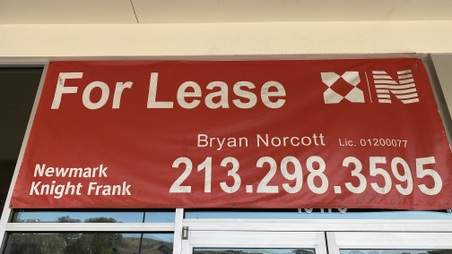 For Lease
N
Bryan Norcott Lic. 01200077
Newmark
Knight Frank
213.298.3595